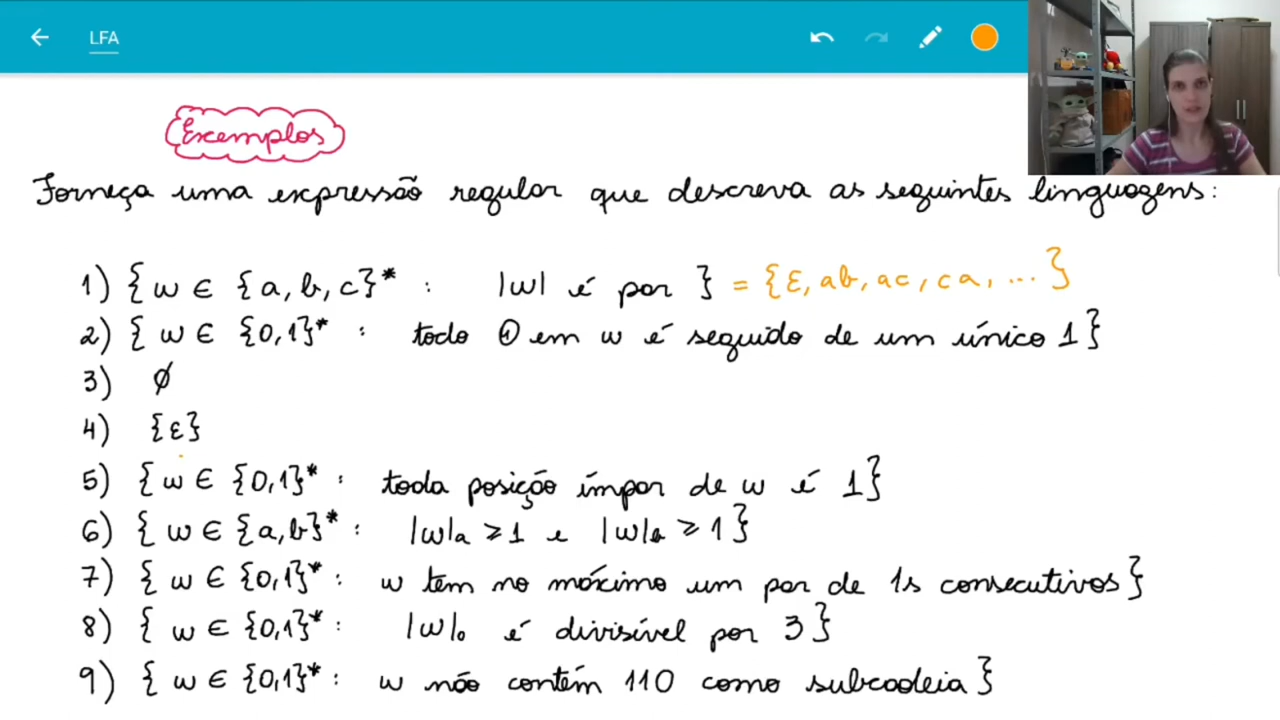 LFA
Exemplos
Forneça uma expressão regular que descreva as seguintes linguagens:
1) {w ∈ {a, b, c}* : |w| é par} = {ε, ab, ac, ca, ...}
2) {w ∈ {0,1}* : todo 0 em w é seguido de um único 1}
3) ∅
4) {ε}
5) {w ∈ {0,1}* : toda posição ímpar de w é 1}
6) {w ∈ {a, b}* : |w|a ≥ 1 e |w|b ≥ 1}
7) {w ∈ {0,1}* : w tem no máximo um par de 1s consecutivos}
8) {w ∈ {0,1}* : |w|₀ é divisível por 3}
9) {w ∈ {0,1}* : w não contém 110 como subcadeia}